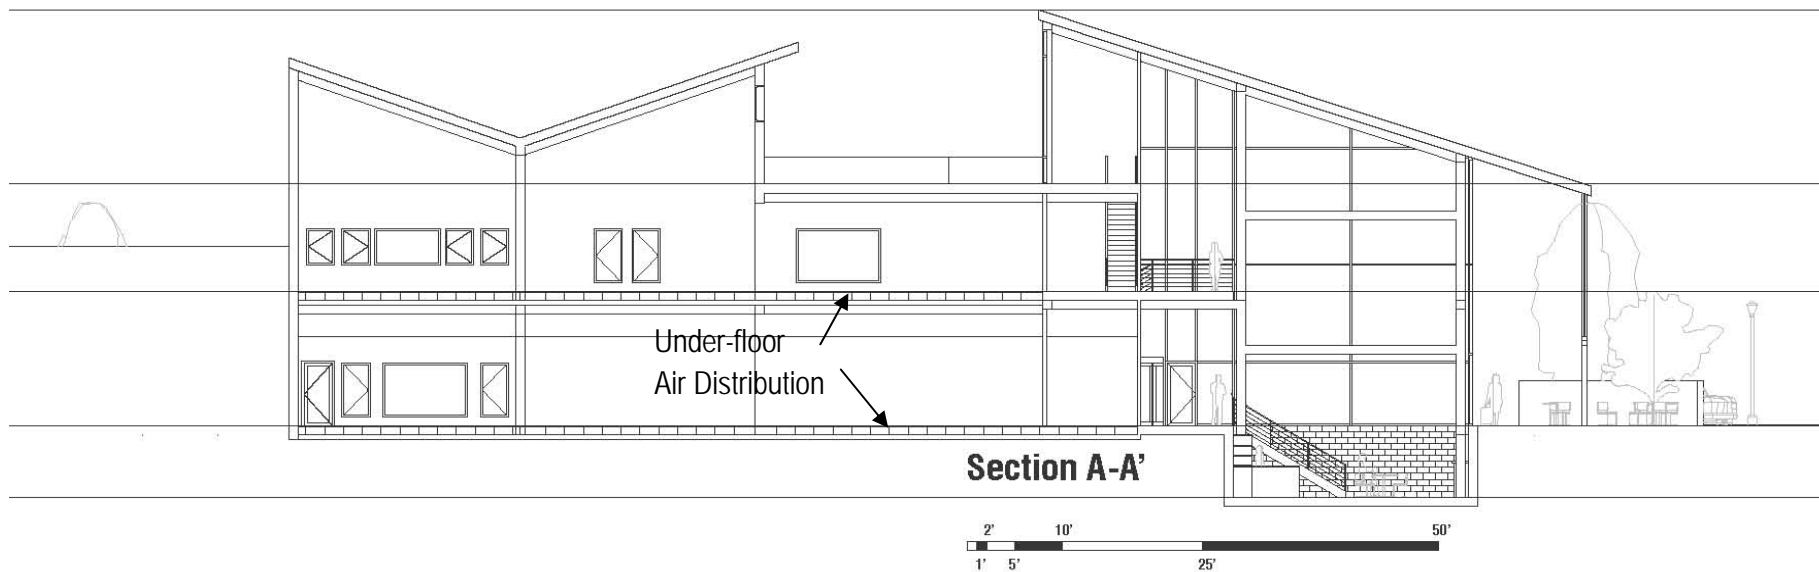 Under-floor
Air Distribution
Section A-A'
2' 10' 50'
1' 5' 25'